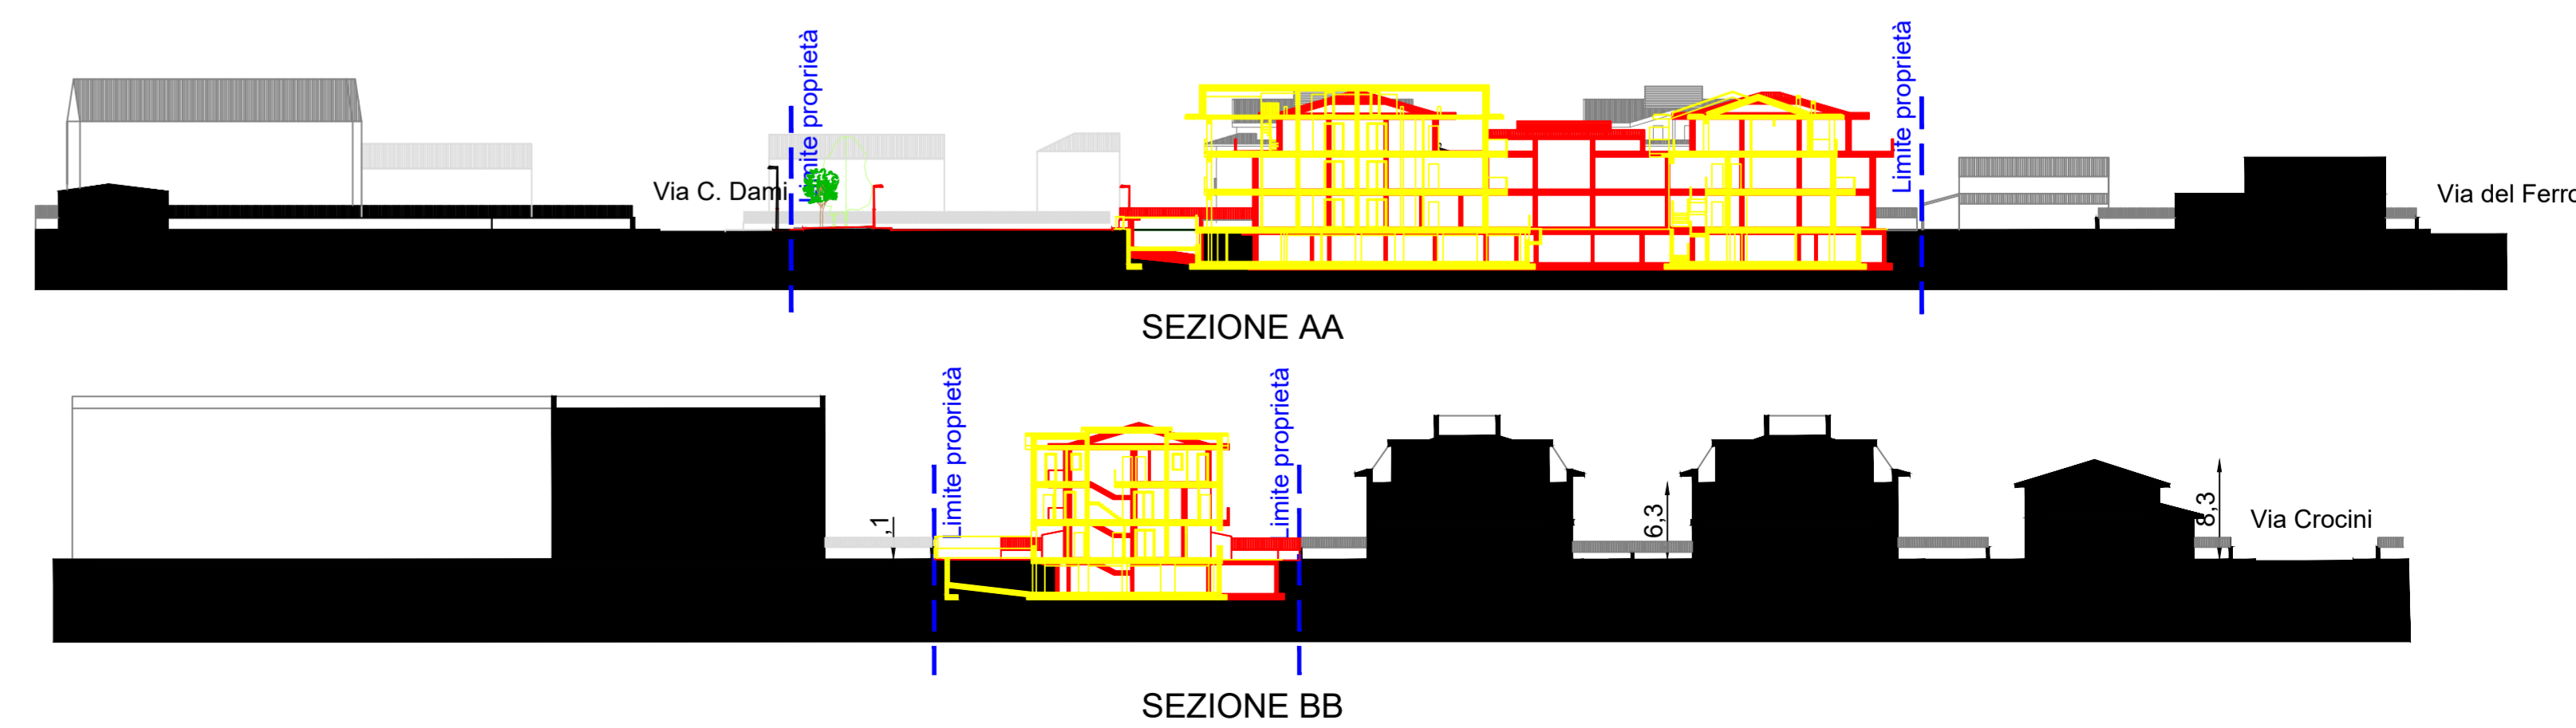 Limite proprietà
Limite proprietà
Via C. Dami
Via del Ferro
SEZIONE AA
Limite proprietà
Limite proprietà
,1
6,3
8,3
Via Crocini
SEZIONE BB